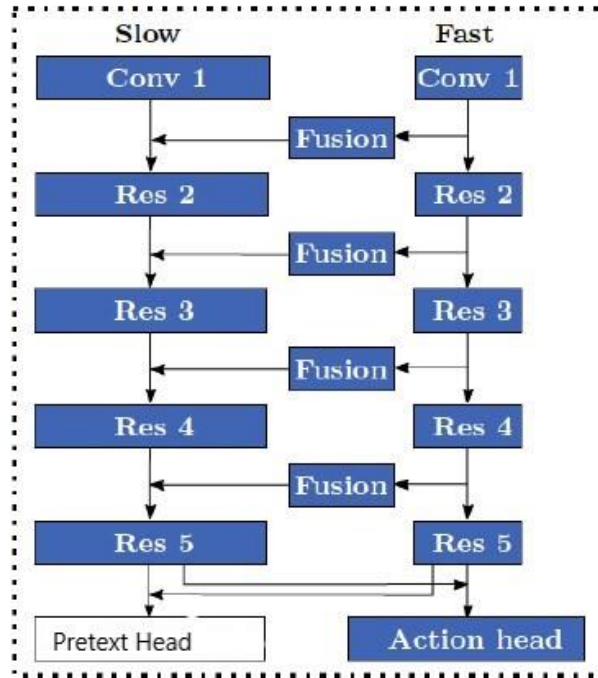 Slow Fast
Conv 1 Conv 1
Fusion
Res 2 Res 2
Fusion
Res 3 Res 3
Fusion
Res 4 Res 4
Fusion
Res 5 Res 5
Pretext Head Action head